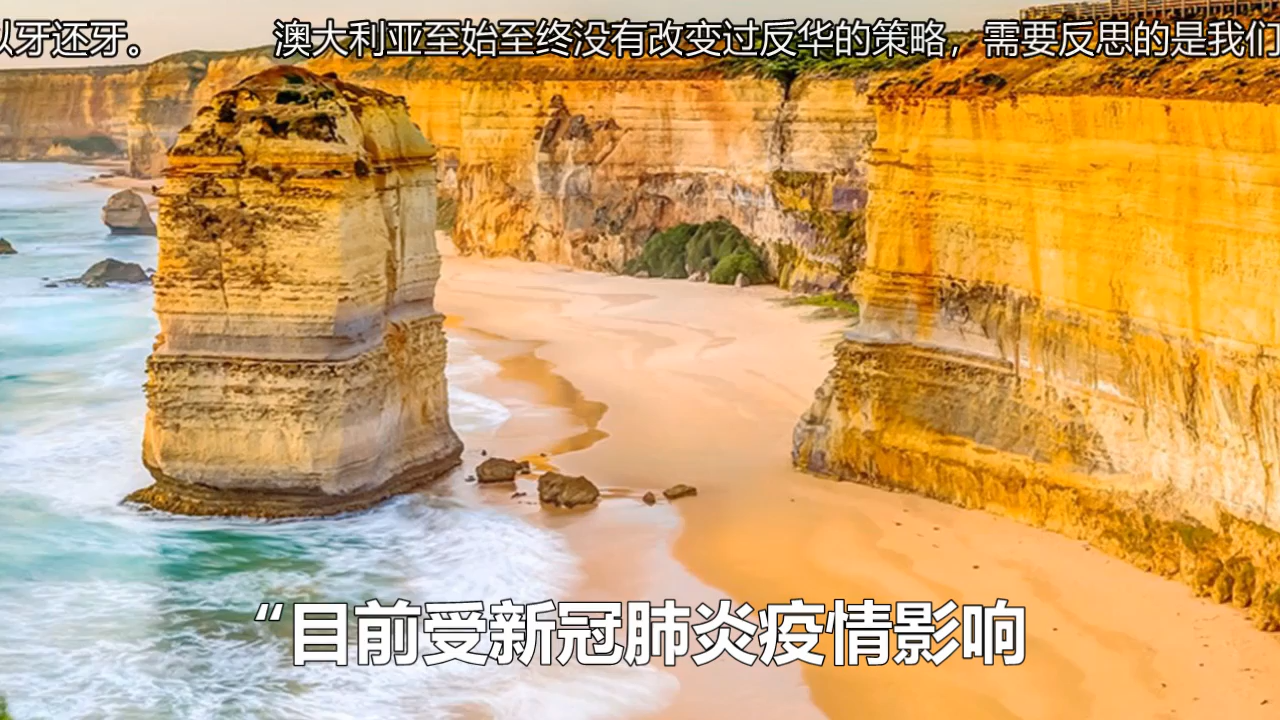 以牙还牙。 澳大利亚至始至终没有改变过反华的策略，需要反思的是我们
“目前受新冠肺炎疫情影响